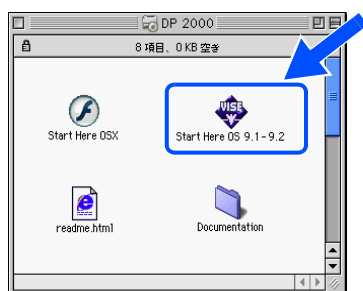 DP 2000
8 項目、0 KB 空き
VISE
Start Here OSX
Start Here OS 9.1-9.2
readme.html
Documentation